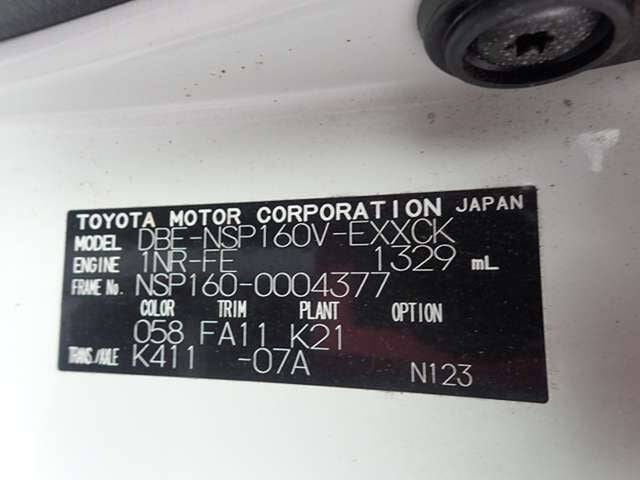 TOYOTA MOTOR CORPORATION JAPAN
MODEL DBE-NSP160V-EXXCK
ENGINE 1NR-FE 1329 mL
FRAME No. NSP160-0004377
COLOR TRIM PLANT OPTION
058 FA11 K21
TRANS./AXLE K411 -07A N123